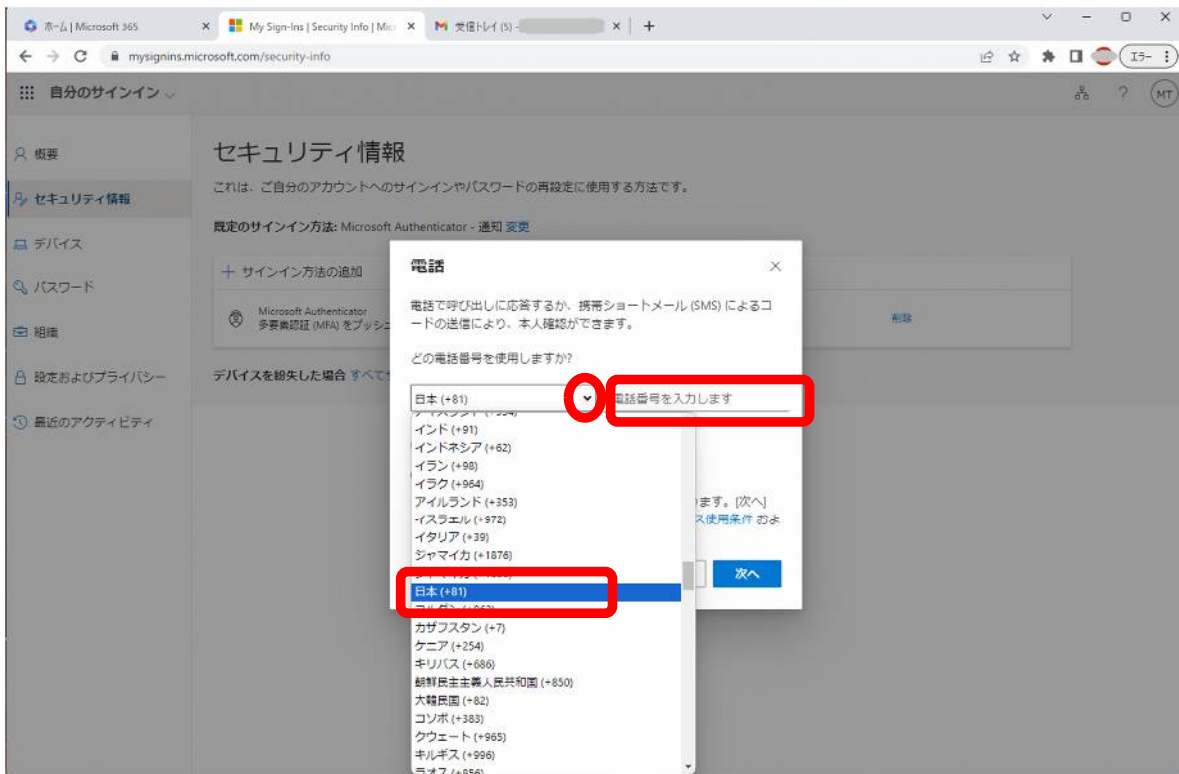 ホーム | Microsoft 365
My Sign-Ins | Security Info | Mic
受信トレイ (5) -
mysignins.microsoft.com/security-info
エラー
自分のサインイン
?
MT
概要
セキュリティ情報
デバイス
パスワード
組織
設定およびプライバシー
最近のアクティビティ
セキュリティ情報
これは、ご自分のアカウントへのサインインやパスワードの再設定に使用する方法です。
既定のサインイン方法: Microsoft Authenticator - 通知 変更
+ サインイン方法の追加
Microsoft Authenticator
多要素認証 (MFA) をプッシュ
削除
デバイスを紛失した場合 すべて
電話
電話で呼び出しに応答するか、携帯ショートメール (SMS) によるコ
ードの送信により、本人確認ができます。
どの電話番号を使用しますか?
日本 (+81)
電話番号を入力します
インド (+91)
インドネシア (+62)
イラン (+98)
イラク (+964)
アイルランド (+353)
イスラエル (+972)
イタリア (+39)
ジャマイカ (+1876)
日本 (+81)
カザフスタン (+7)
ケニア (+254)
キリバス (+686)
朝鮮民主主義人民共和国 (+850)
大韓民国 (+82)
コソボ (+383)
クウェート (+965)
キルギス (+996)
ラオス (+856)
ます。[次へ]
ス使用条件 およ
次へ